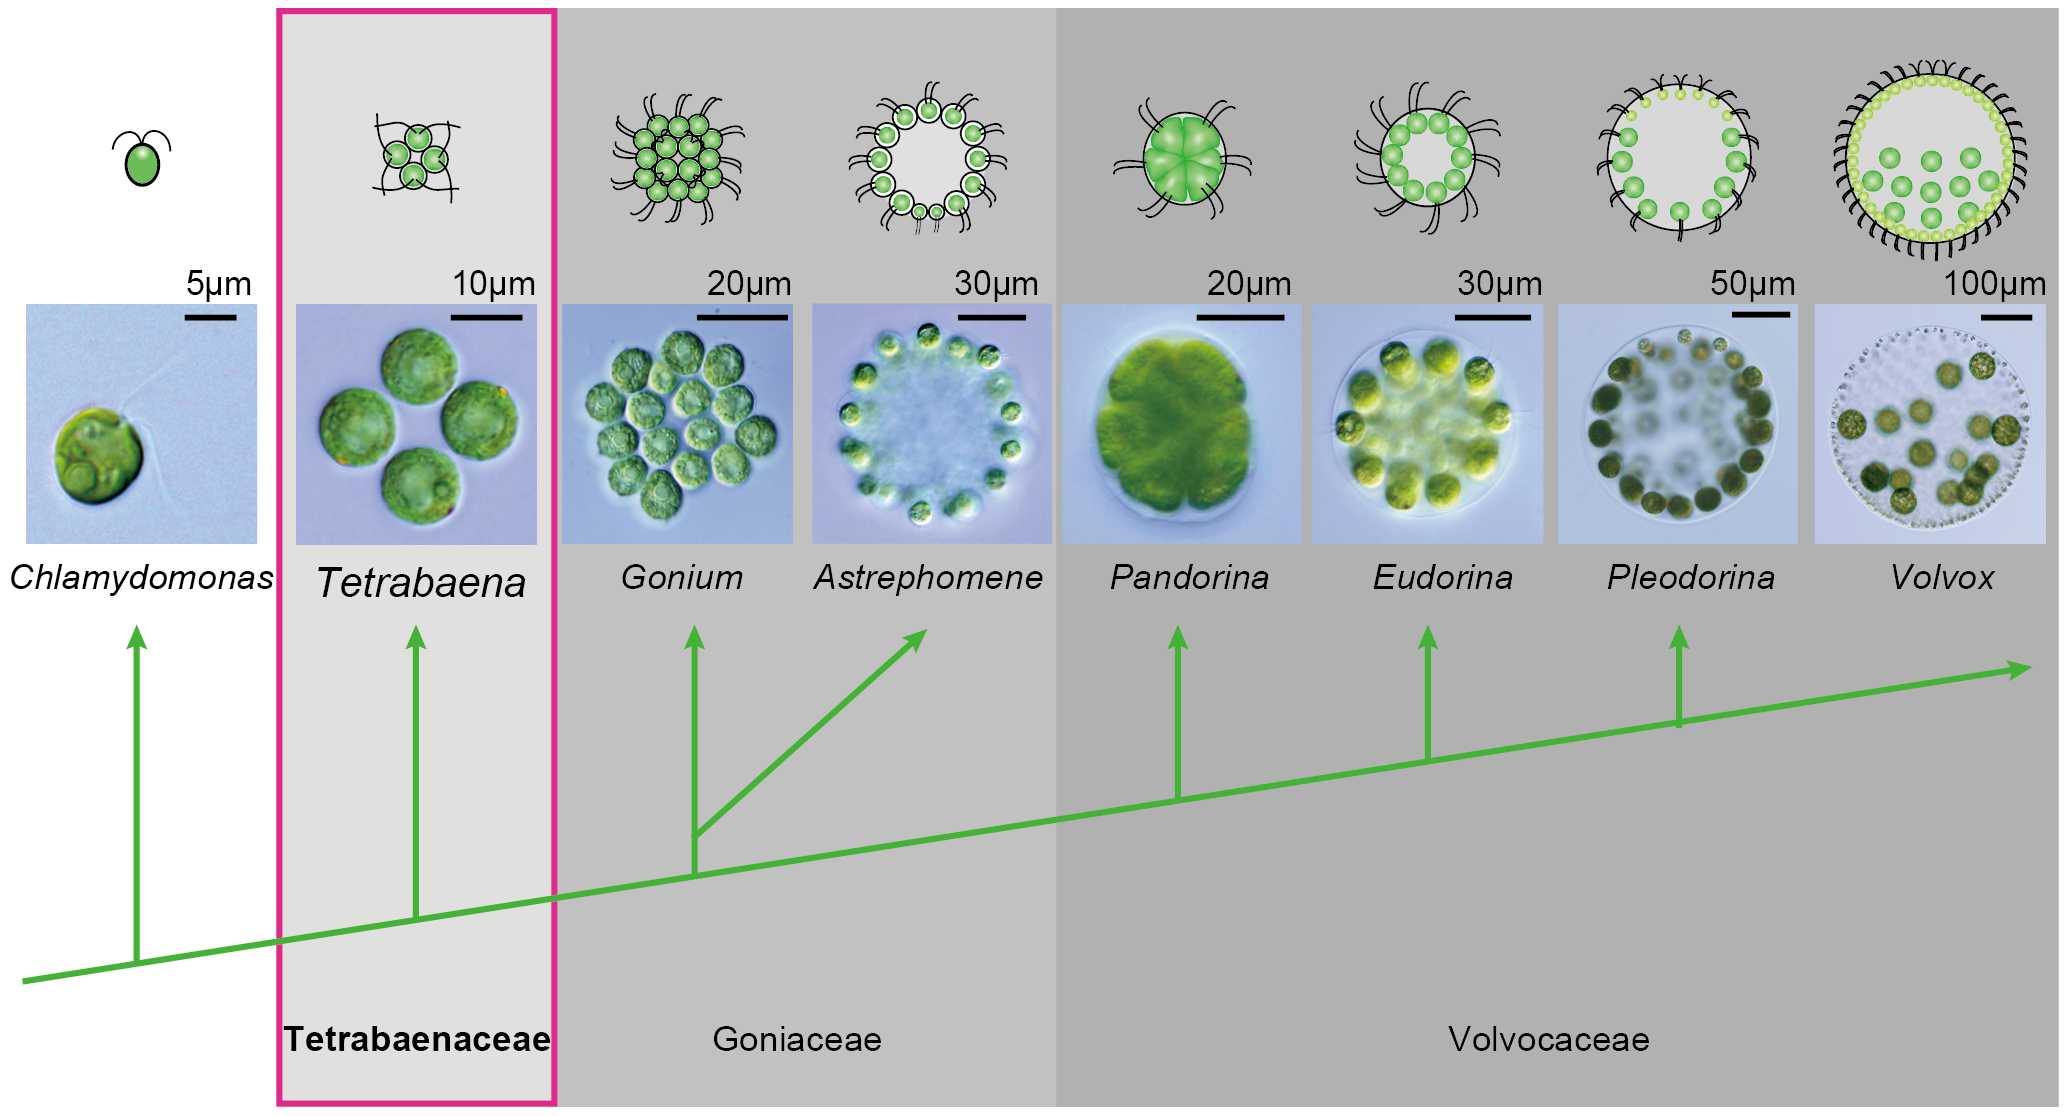 5µm
10µm
20µm
30µm
20µm
30µm
50µm
100µm
Chlamydomonas
Tetrabaena
Gonium
Astrephomene
Pandorina
Eudorina
Pleodorina
Volvox
Tetrabaenaceae
Goniaceae
Volvocaceae